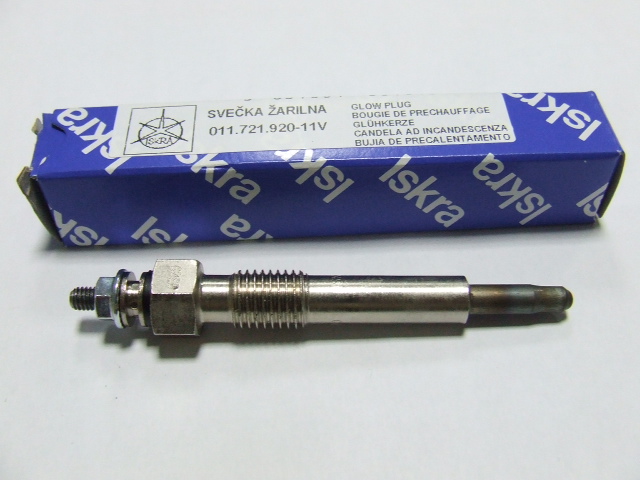 SVEČKA ŽARILNA
011.721.920-11V
GLOW PLUG
BOUGIE DE PRECHAUFFAGE
GLÜHKERZE
CANDELA AD INCANDESCENZA
BUJIA DE PRECALENTAMENTO
ISKRA
Iskra
Iskra
Iskra
Iskra
Iskra
Iskra